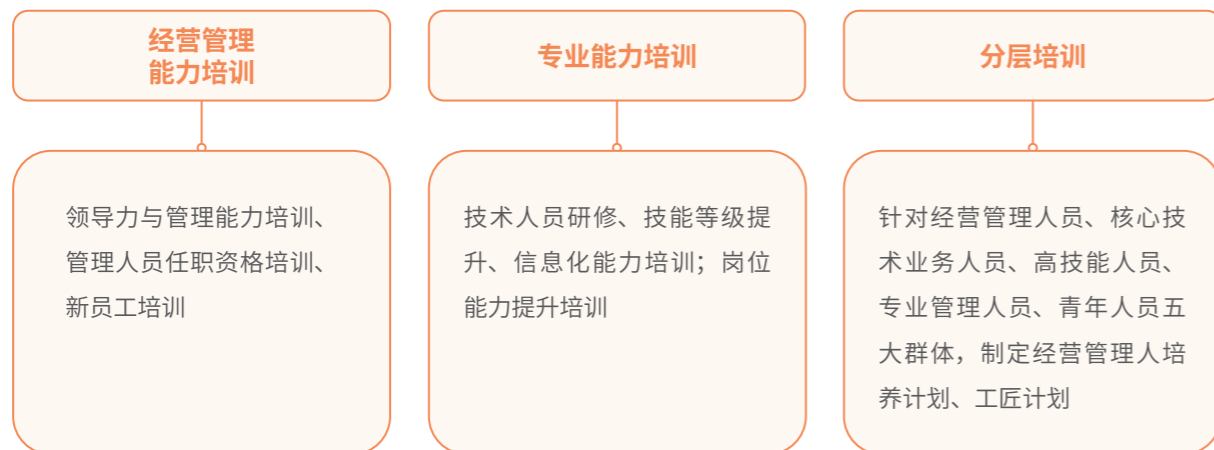 经营管理
能力培训
领导力与管理能力培训、
管理人员任职资格培训、
新员工培训
专业能力培训
技术人员研修、技能等级提
升、信息化能力培训；岗位
能力提升培训
分层培训
针对经营管理人员、核心技
术业务人员、高技能人员、
专业管理人员、青年人员五
大群体，制定经营管理人培
养计划、工匠计划